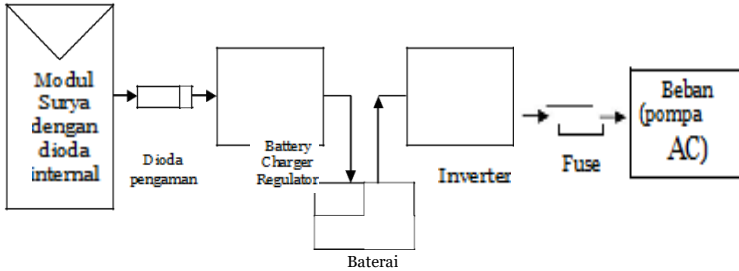 Modul
Surya
dengan
dioda
internal
Dioda
pengaman
Battery
Charger
Regulator
Baterai
Inverter
Fuse
Beban
(pompa
AC)